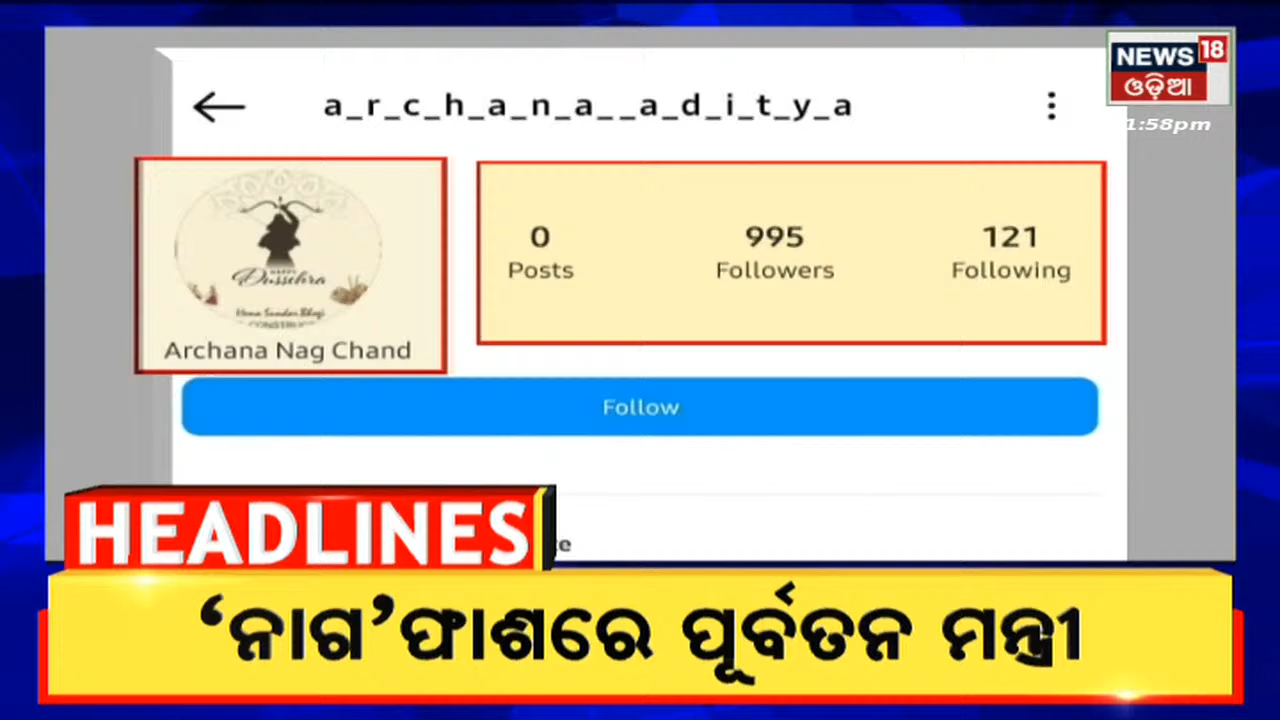 NEWS 18
ଓଡ଼ିଆ
1:58pm
a_r_c_h_a_n_a__a_d_i_t_y_a
0
Posts
995
Followers
121
Following
HAPPY
Dussehra
CONSTRUCT
Archana Nag Chand
Follow
HEADLINES
‘ନାଗ’ଫାଶରେ ପୂର୍ବତନ ମନ୍ତ୍ରୀ